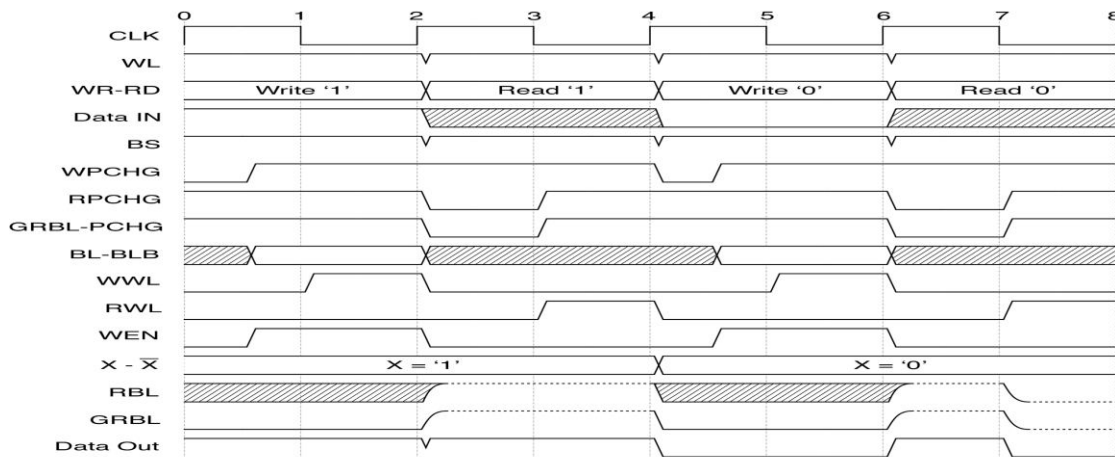 0 1 2 3 4 5 6 7 8
CLK
WL
WR-RD Write ‘1’ Read ‘1’ Write ‘0’ Read ‘0’
Data IN
BS
WPCHG
RPCHG
GRBL-PCHG
BL-BLB
WWL
RWL
WEN
X - X̅ X = ‘1’ X = ‘0’
RBL
GRBL
Data Out